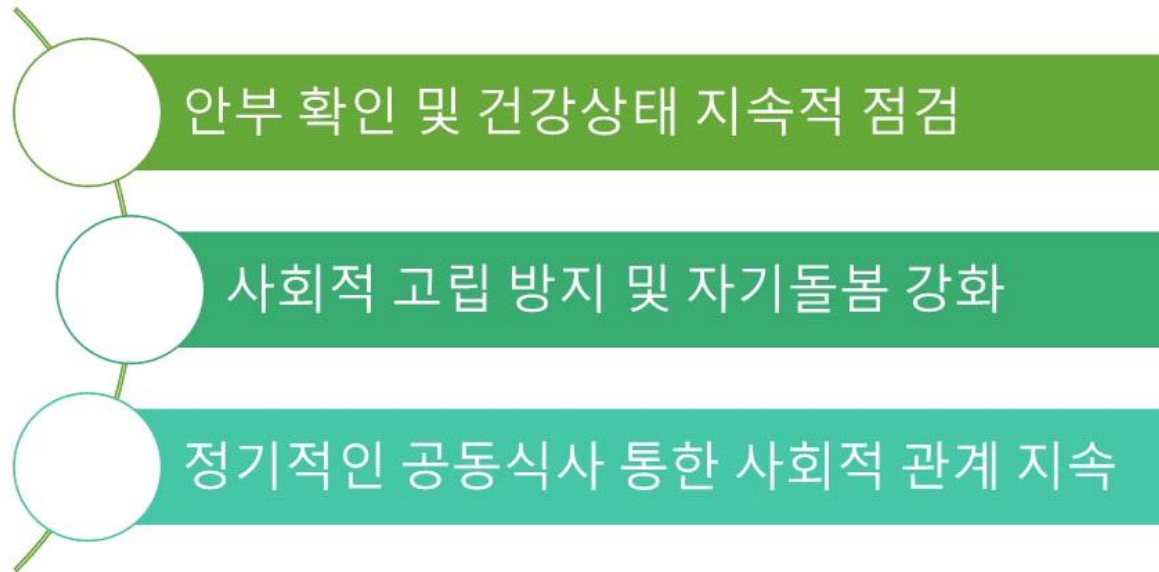 안부 확인 및 건강상태 지속적 점검
사회적 고립 방지 및 자기돌봄 강화
정기적인 공동식사 통한 사회적 관계 지속